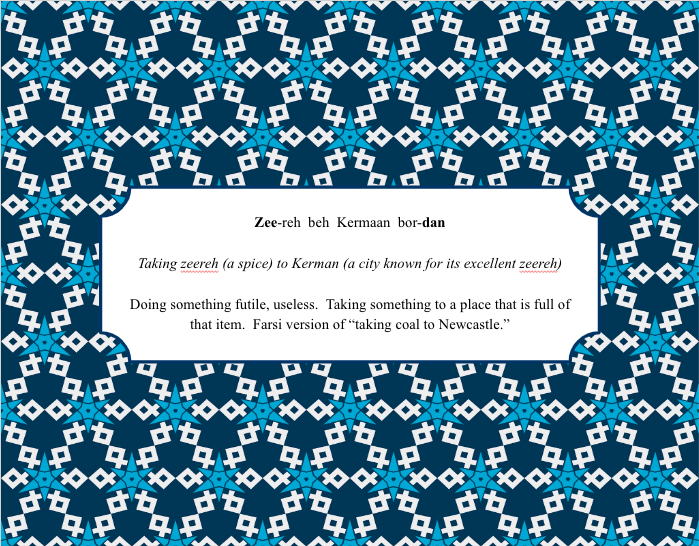 Zee-reh beh Kermaan bor-dan
Taking zeereh (a spice) to Kerman (a city known for its excellent zeereh)
Doing something futile, useless. Taking something to a place that is full of
that item. Farsi version of “taking coal to Newcastle.”